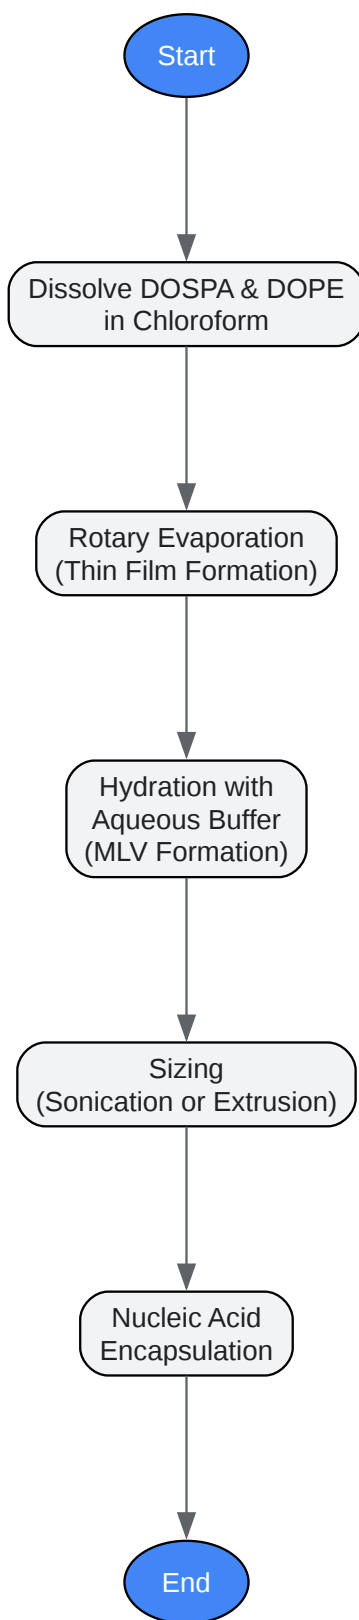 Start
Dissolve DOSPA & DOPE
in Chloroform
Rotary Evaporation
(Thin Film Formation)
Hydration with
Aqueous Buffer
(MLV Formation)
Sizing
(Sonication or Extrusion)
Nucleic Acid
Encapsulation
End